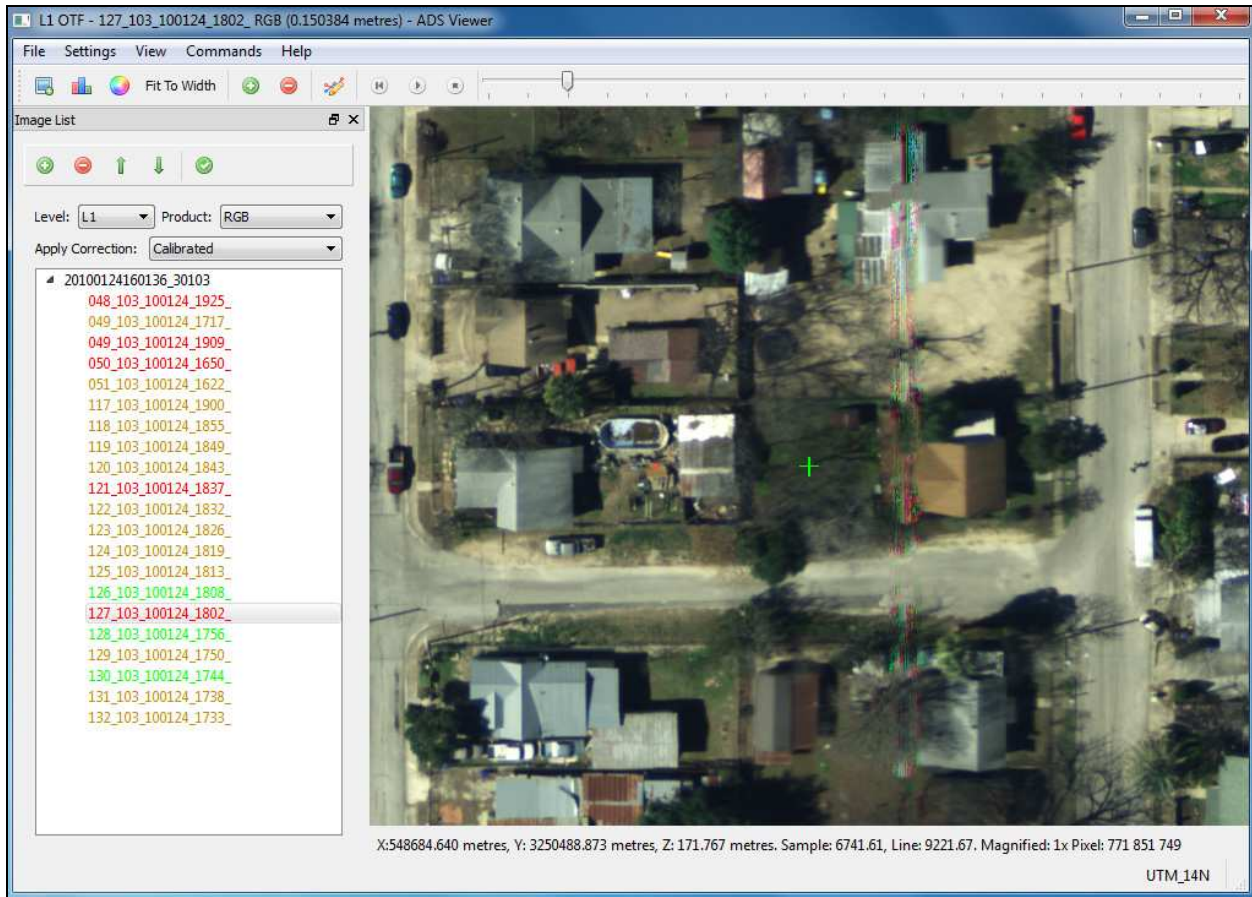 L1 OTF - 127_103_100124_1802_ RGB (0.150384 metres) - ADS Viewer
File Settings View Commands Help
Fit To Width
Image List
Level: L1 Product: RGB
Apply Correction: Calibrated
20100124160136_30103
048_103_100124_1925_
049_103_100124_1717_
049_103_100124_1909_
050_103_100124_1650_
051_103_100124_1622_
117_103_100124_1900_
118_103_100124_1855_
119_103_100124_1849_
120_103_100124_1843_
121_103_100124_1837_
122_103_100124_1832_
123_103_100124_1826_
124_103_100124_1819_
125_103_100124_1813_
126_103_100124_1808_
127_103_100124_1802_
128_103_100124_1756_
129_103_100124_1750_
130_103_100124_1744_
131_103_100124_1738_
132_103_100124_1733_
X:548684.640 metres, Y: 3250488.873 metres, Z: 171.767 metres. Sample: 6741.61, Line: 9221.67. Magnified: 1x Pixel: 771 851 749
UTM_14N